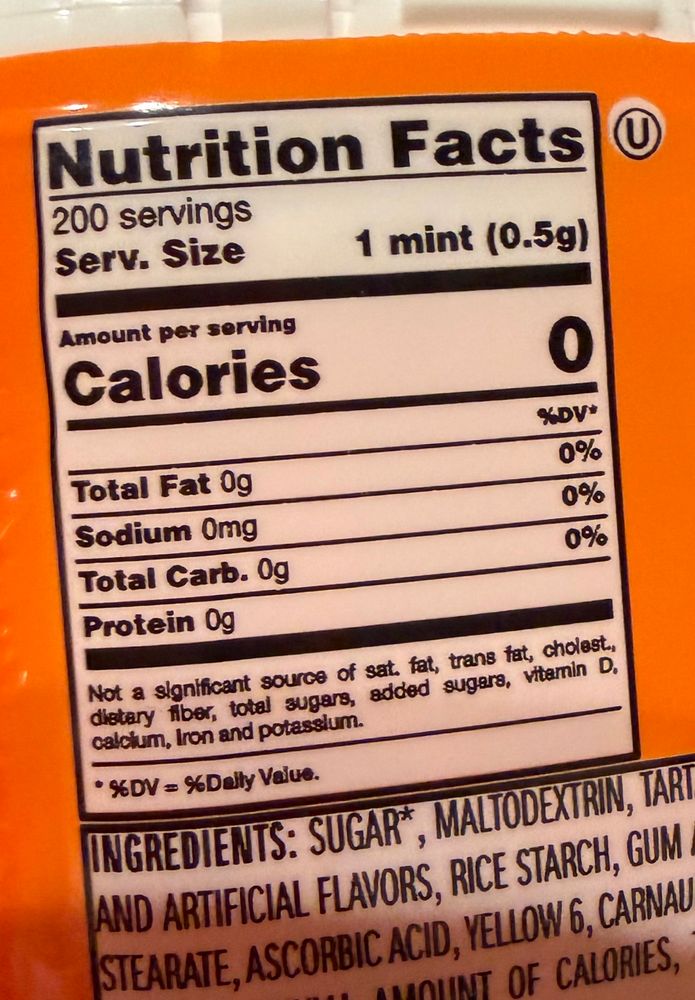 Nutrition Facts
U
200 servings
Serv. Size 1 mint (0.5g)
Amount per serving
Calories 0
%DV*
Total Fat 0g 0%
Sodium 0mg 0%
Total Carb. 0g 0%
Protein 0g
Not a significant source of sat. fat, trans fat, cholest.,
dietary fiber, total sugars, added sugars, vitamin D,
calcium, iron and potassium.
* %DV = %Daily Value.
INGREDIENTS: SUGAR*, MALTODEXTRIN, TART
AND ARTIFICIAL FLAVORS, RICE STARCH, GUM
STEARATE, ASCORBIC ACID, YELLOW 6, CARNAU
AMOUNT OF CALORIES,